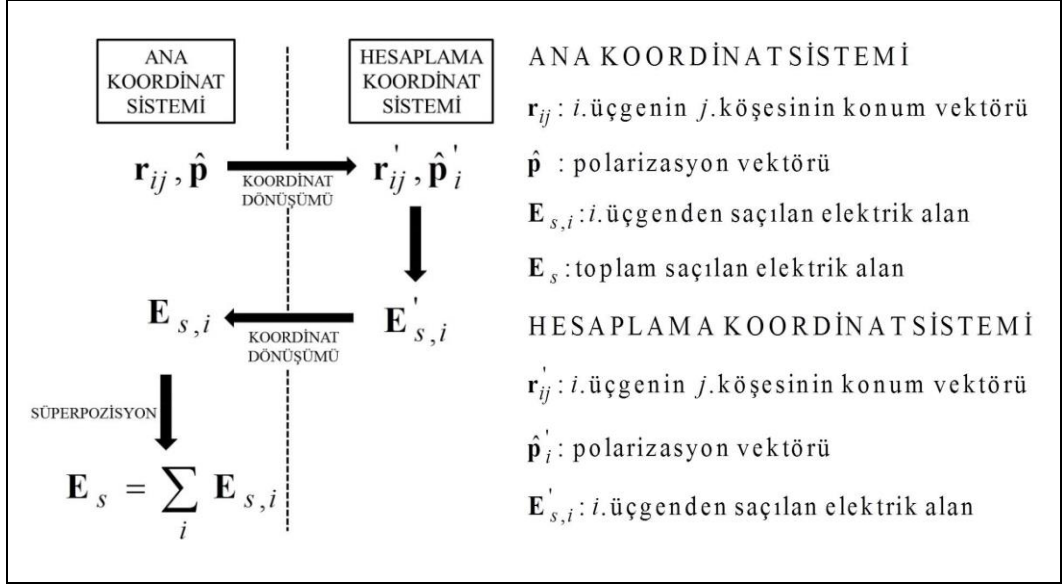 ANA
KOORDİNAT
SİSTEMİ
HESAPLAMA
KOORDİNAT
SİSTEMİ
r_ij , p̂
KOORDİNAT
DÖNÜŞÜMÜ
r'_ij , p̂'_i
E_s,i
KOORDİNAT
DÖNÜŞÜMÜ
E'_s,i
SÜPERPOZİSYON
E_s = ∑_i E_s,i
ANA KOORDİNAT SİSTEMİ
r_ij : i.üçgenin j.köşesinin konum vektörü
p̂ : polarizasyon vektörü
E_s,i : i.üçgenden saçılan elektrik alan
E_s : toplam saçılan elektrik alan
HESAPLAMA KOORDİNAT SİSTEMİ
r'_ij : i.üçgenin j.köşesinin konum vektörü
p̂'_i : polarizasyon vektörü
E'_s,i : i.üçgenden saçılan elektrik alan